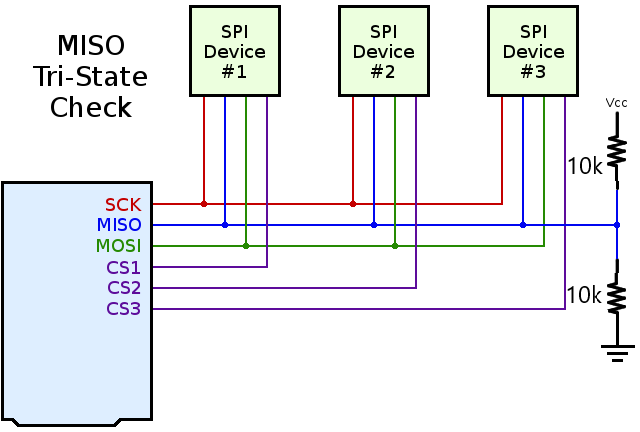 MISO
Tri-State
Check
SPI
Device
#1
SPI
Device
#2
SPI
Device
#3
Vcc
10k
10k
SCK
MISO
MOSI
CS1
CS2
CS3